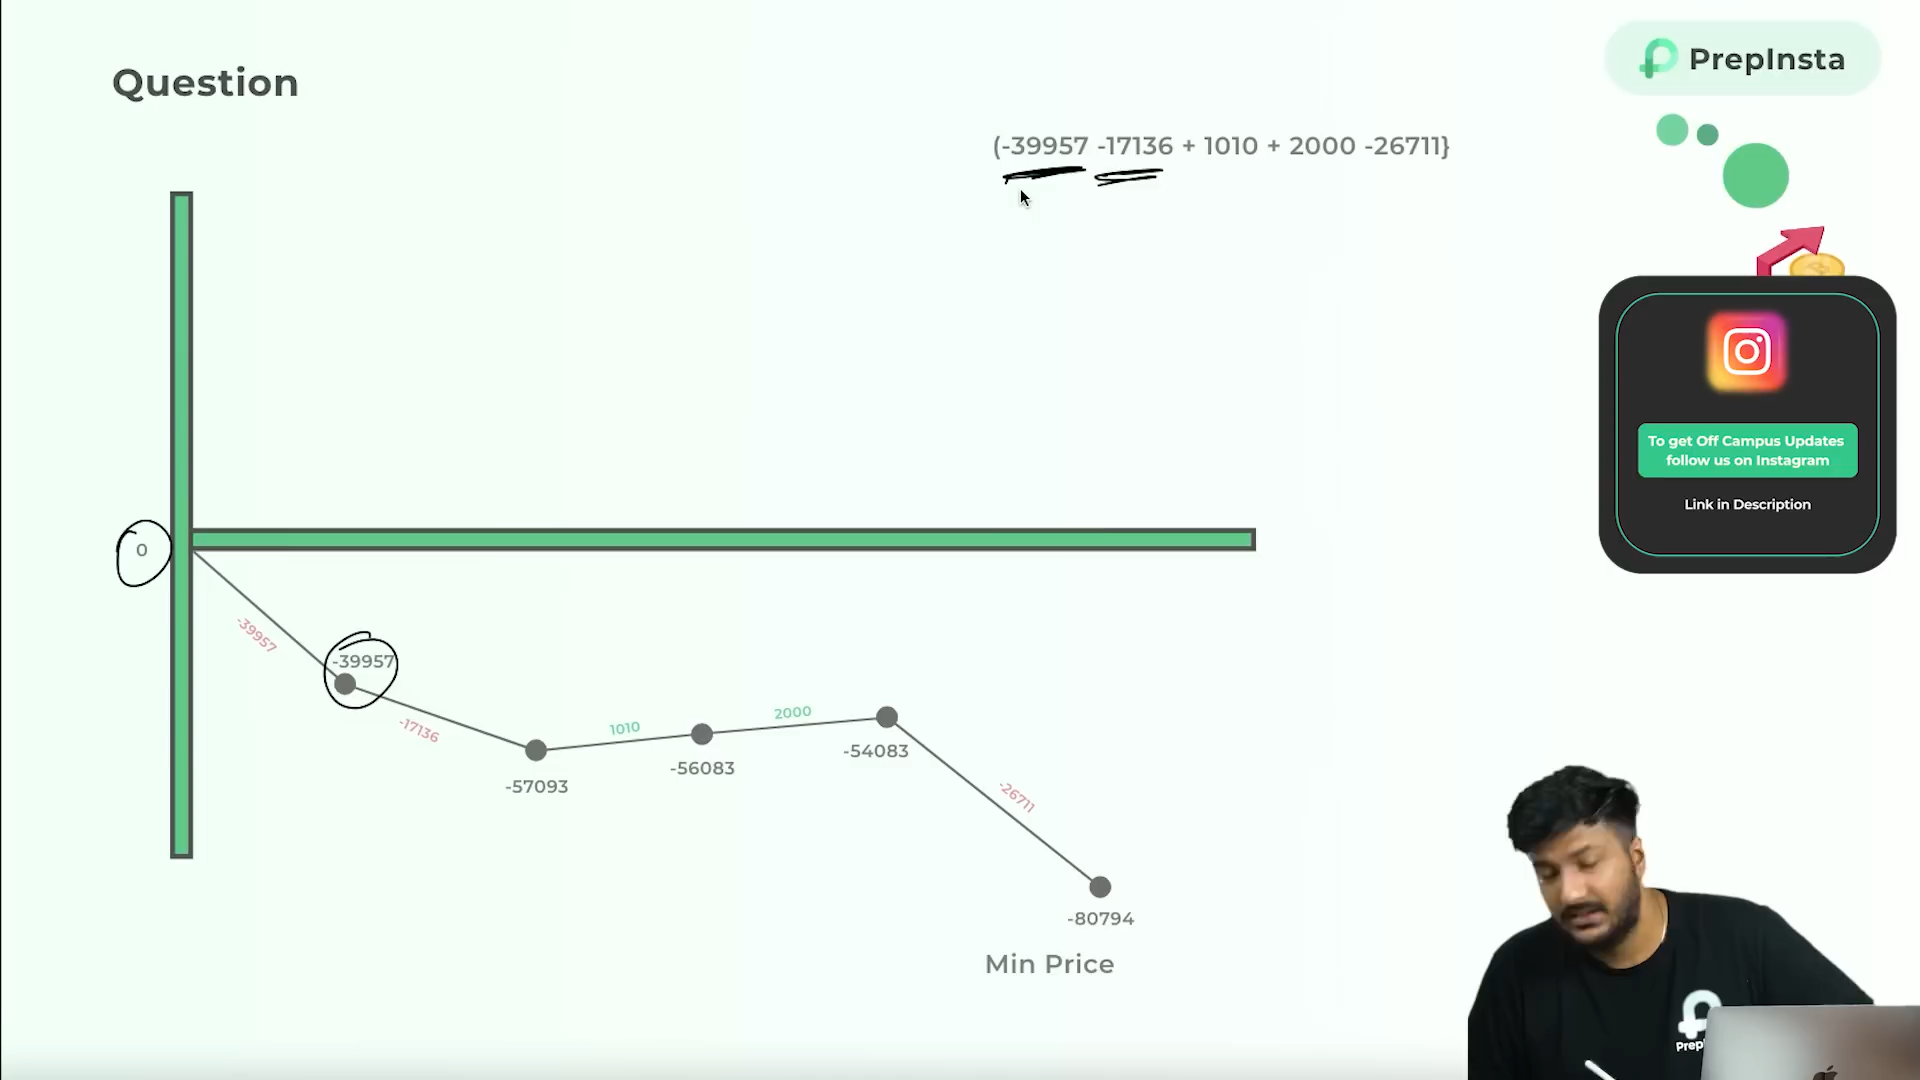 Question
PrepInsta
(-39957 -17136 + 1010 + 2000 -26711}
To get Off Campus Updates
follow us on Instagram
Link in Description
0
-39957
-39957
-17136
1010
2000
-57093
-56083
-54083
-26711
-80794
Min Price